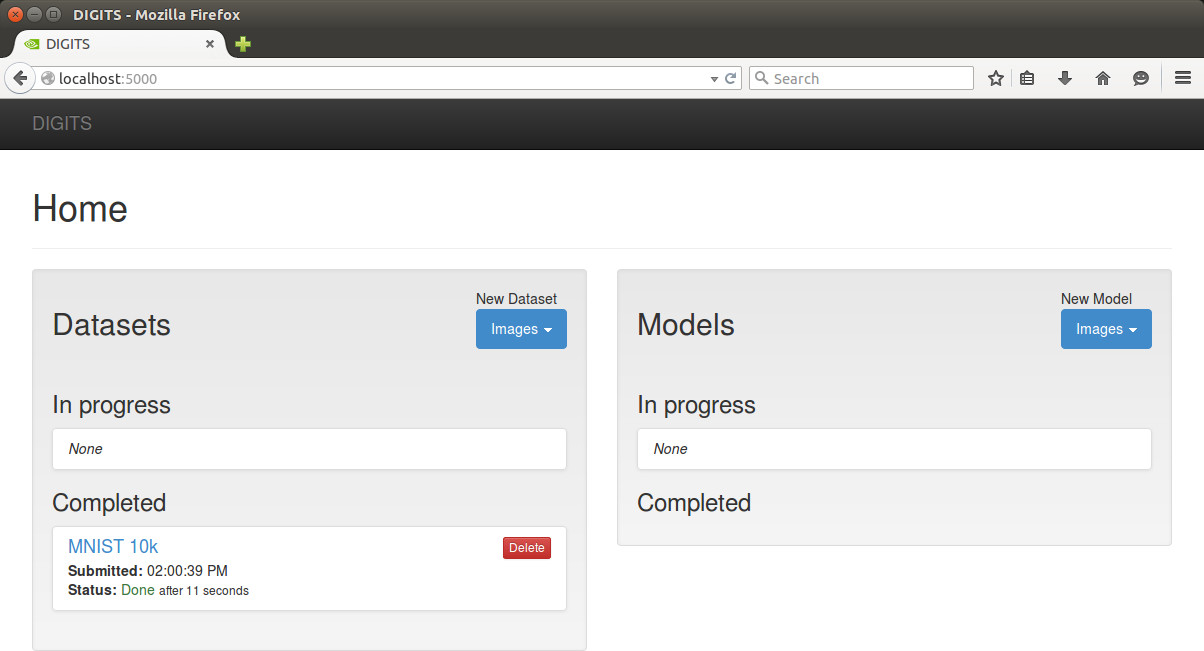 DIGITS - Mozilla Firefox
DIGITS
localhost:5000
Search
DIGITS
Home
Datasets
New Dataset
Images
In progress
None
Completed
MNIST 10k
Delete
Submitted: 02:00:39 PM
Status: Done after 11 seconds
Models
New Model
Images
In progress
None
Completed